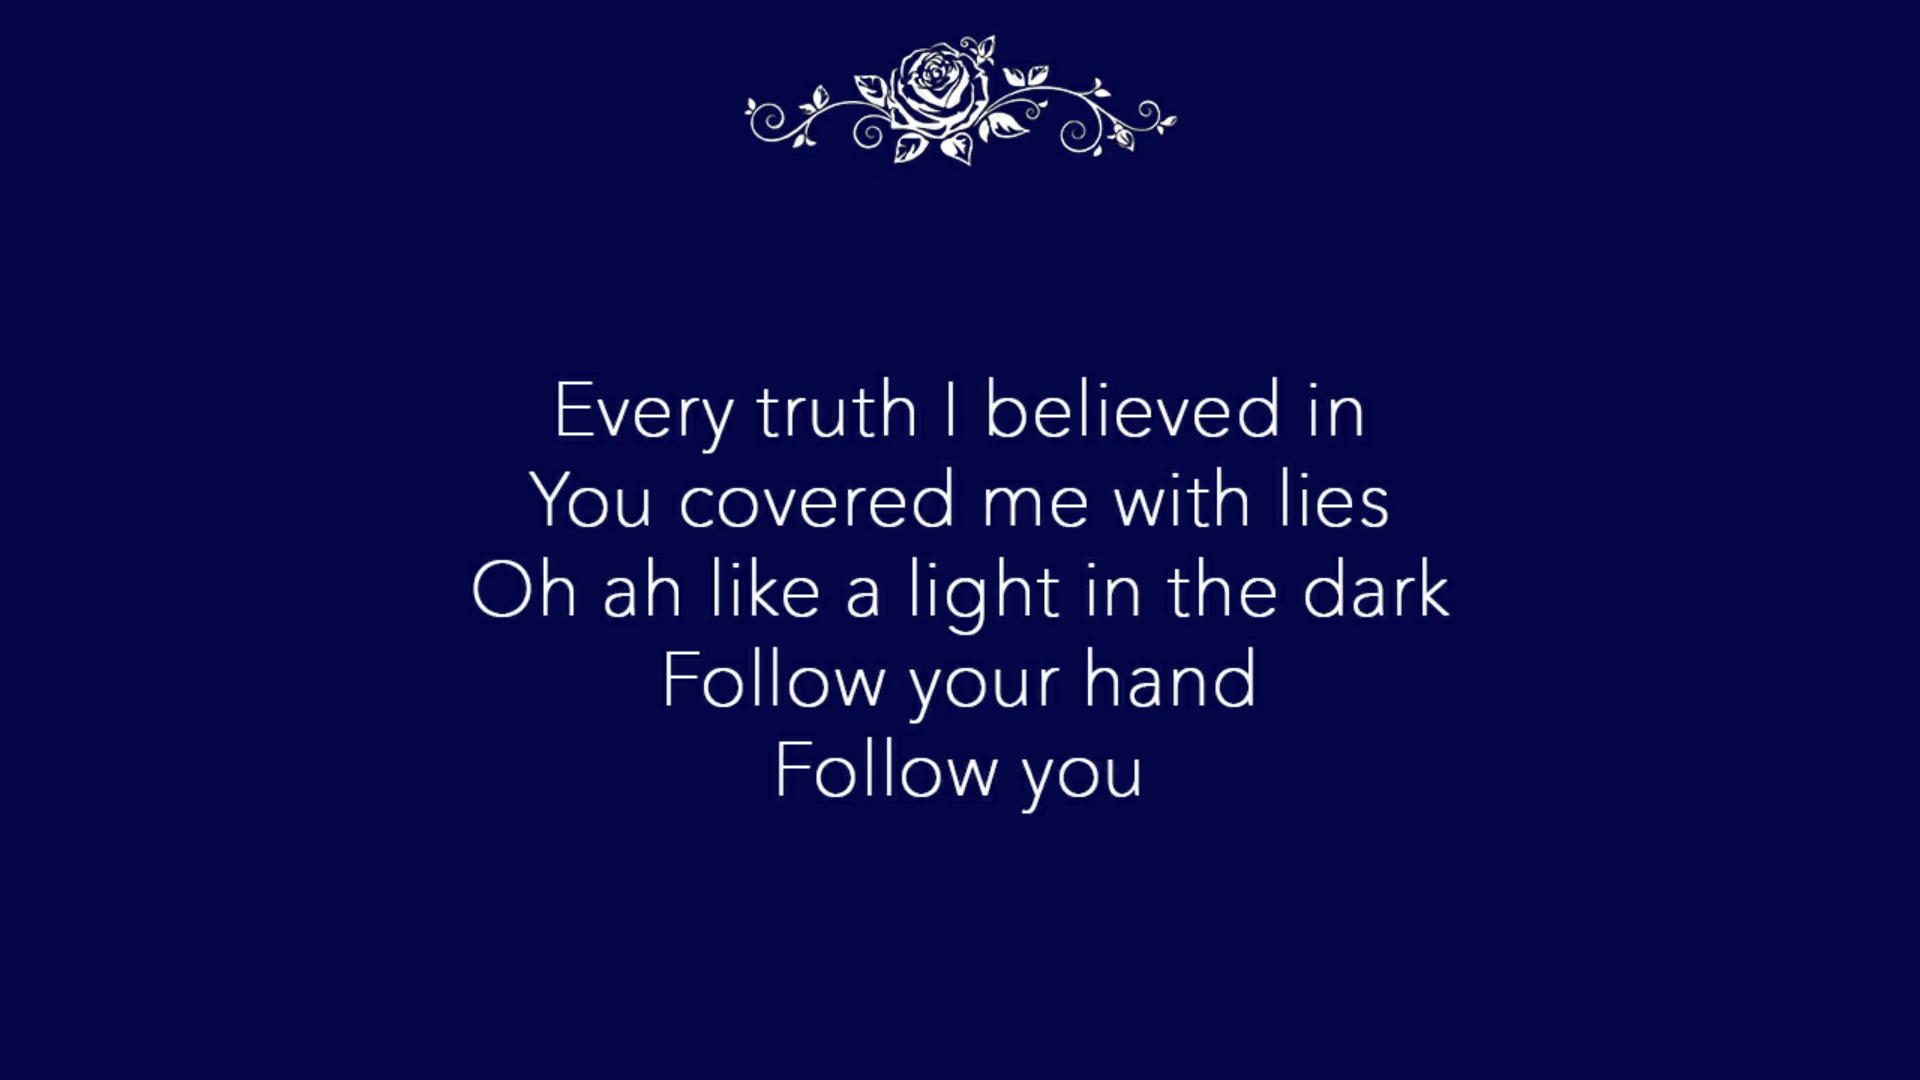 Every truth I believed in
You covered me with lies
Oh ah like a light in the dark
Follow your hand
Follow you